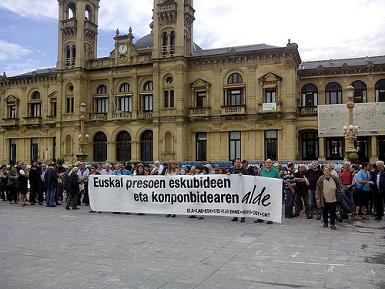 Euskal presoen eskubideen
eta konponbidearen alde